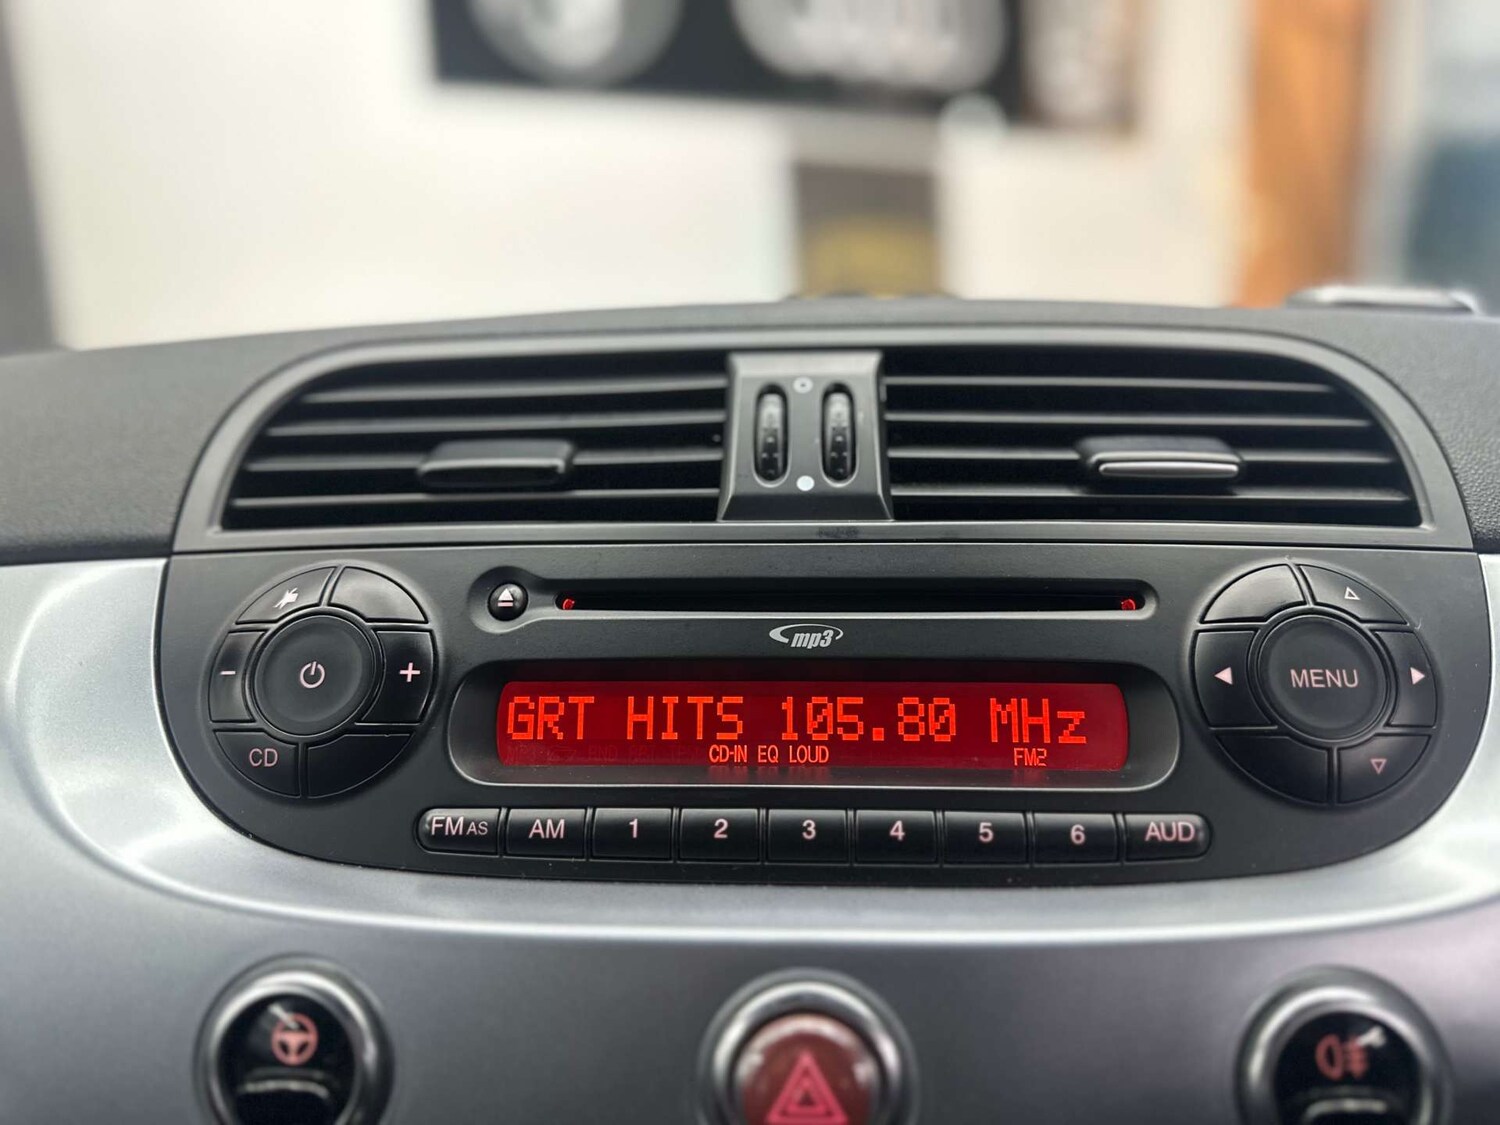 mp3
GRT HITS 105.80 MHz
CD-IN EQ LOUD FM2
MENU
CD
FM AS AM 1 2 3 4 5 6 AUD